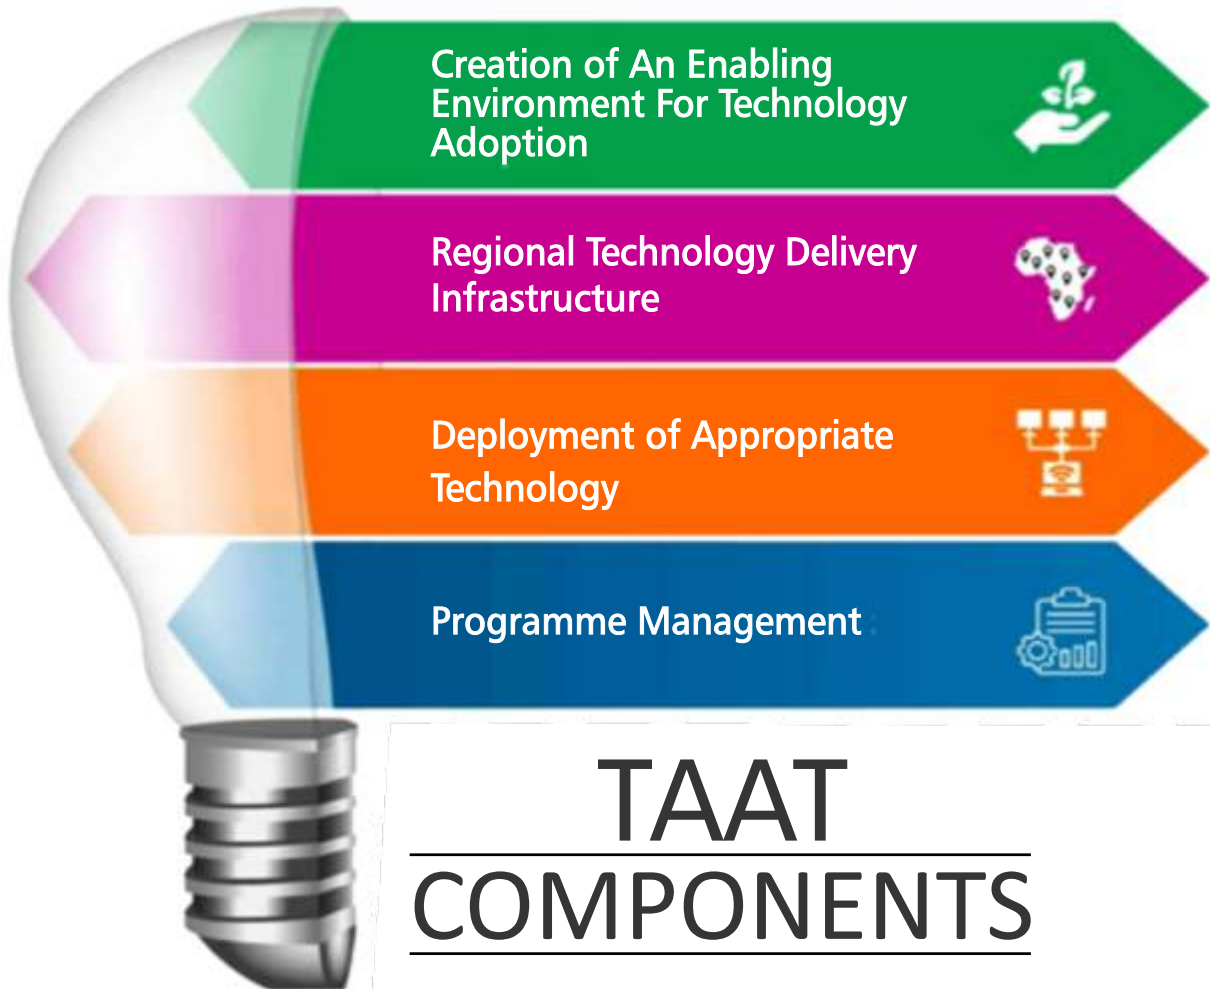 Creation of An Enabling
Environment For Technology
Adoption
Regional Technology Delivery
Infrastructure
Deployment of Appropriate
Technology
Programme Management
TAAT
COMPONENTS